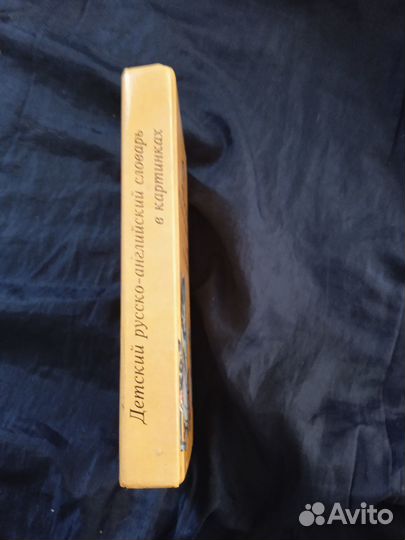 Детский русско-английский словарь
в картинках
Avito